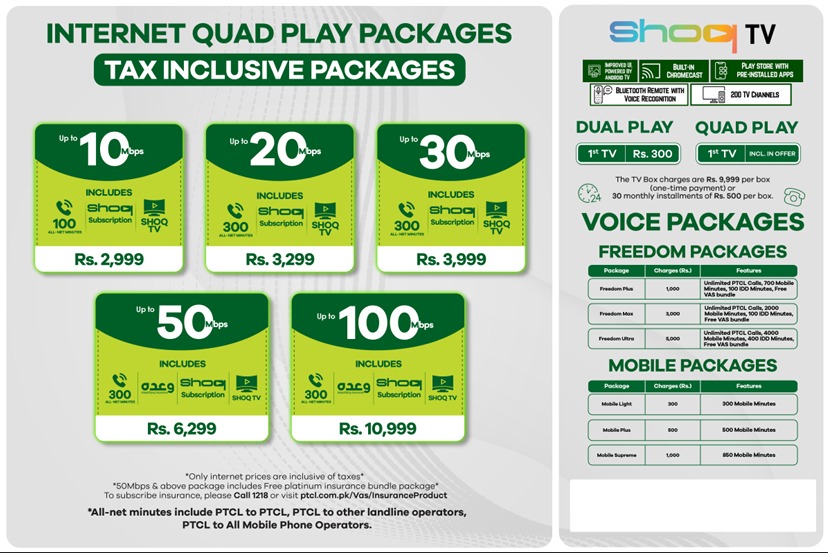 INTERNET QUAD PLAY PACKAGES
TAX INCLUSIVE PACKAGES
Up to 10 Mbps
INCLUDES
100
ALL-NET MINUTES
Shoq
Subscription
SHOQ
TV
Rs. 2,999
Up to 20 Mbps
INCLUDES
300
ALL-NET MINUTES
Shoq
Subscription
SHOQ
TV
Rs. 3,299
Up to 30 Mbps
INCLUDES
300
ALL-NET MINUTES
Shoq
Subscription
SHOQ
TV
Rs. 3,999
Up to 50 Mbps
INCLUDES
300
ALL-NET MINUTES
وعدہ
Shoq
Subscription
SHOQ TV
Rs. 6,299
Up to 100 Mbps
INCLUDES
300
ALL-NET MINUTES
وعدہ
Shoq
Subscription
SHOQ TV
Rs. 10,999
*Only internet prices are inclusive of taxes*
*50Mbps & above package includes Free platinum insurance bundle package*
To subscribe insurance, please Call 1218 or visit ptcl.com.pk/Vas/InsuranceProduct
*All-net minutes include PTCL to PTCL, PTCL to other landline operators,
PTCL to All Mobile Phone Operators.
Shoq TV
IMPROVED UI,
POWERED BY
ANDROID TV
BUILT-IN
CHROMECAST
PLAY STORE WITH
PRE-INSTALLED APPS
BLUETOOTH REMOTE WITH
VOICE RECOGNITION
200 TV CHANNELS
DUAL PLAY
1st TV Rs. 300
QUAD PLAY
1st TV INCL. IN OFFER
24
The TV Box charges are Rs. 9,999 per box
(one-time payment) or
30 monthly installments of Rs. 500 per box.
VOICE PACKAGES
FREEDOM PACKAGES
Package Charges (Rs.) Features
Freedom Plus 1,000 Unlimited PTCL Calls, 700 Mobile
Minutes, 100 IDD Minutes, Free
VAS bundle
Freedom Max 3,000 Unlimited PTCL Calls, 2000
Mobile Minutes, 100 IDD Minutes,
Free VAS bundle
Freedom Ultra 5,000 Unlimited PTCL Calls, 4000
Mobile Minutes, 400 IDD Minutes,
Free VAS bundle
MOBILE PACKAGES
Package Charges (Rs.) Features
Mobile Light 300 300 Mobile Minutes
Mobile Plus 500 500 Mobile Minutes
Mobile Supreme 1,000 850 Mobile Minutes